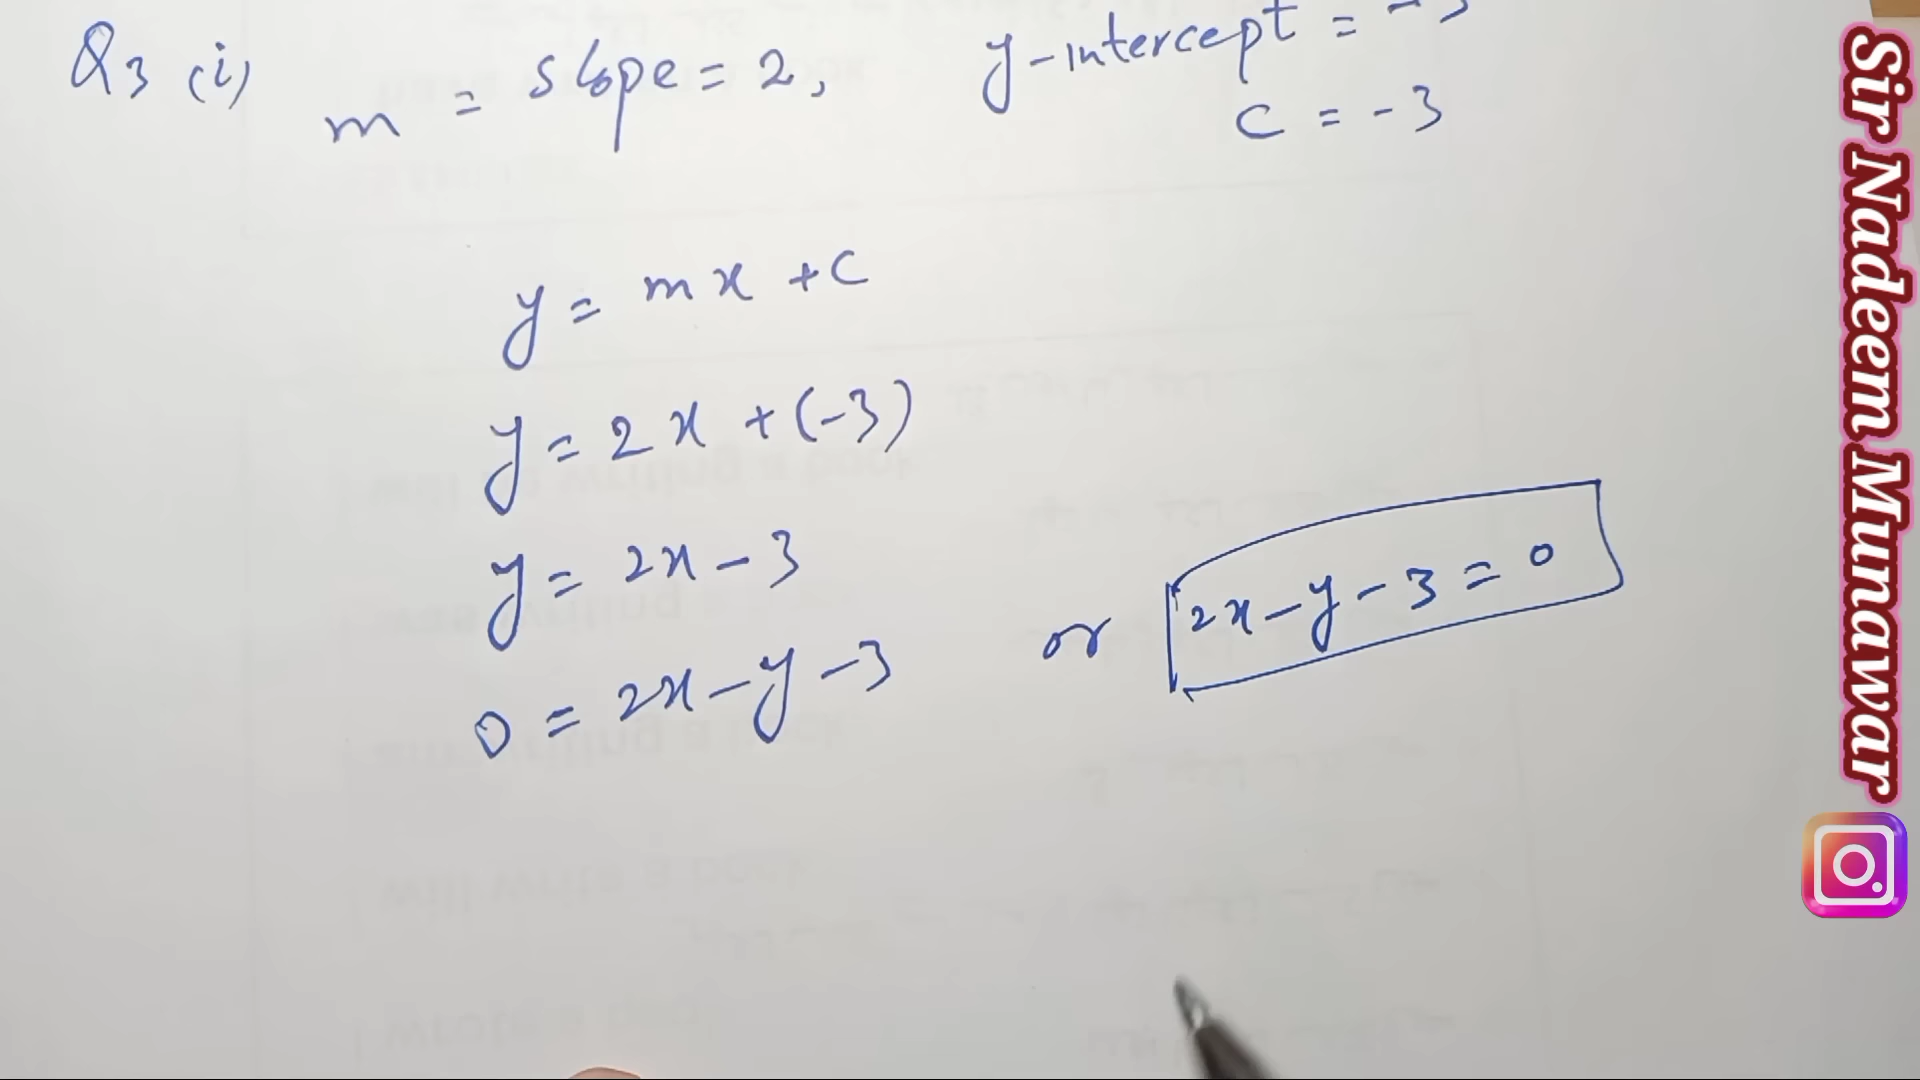 Q3 (i) m = slope = 2, y-intercept = -3
c = -3
y = mx + c
y = 2x + (-3)
y = 2x - 3
0 = 2x - y - 3 or 2x - y - 3 = 0
Sir Nadeem Munawar